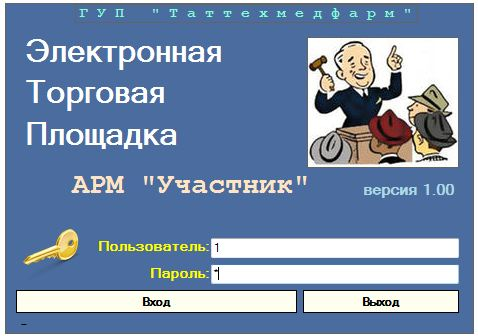 ГУП "Таттехмедфарм"
Электронная
Торговая
Площадка
АРМ "Участник"
версия 1.00
Пользователь: 1
Пароль: *
Вход Выход